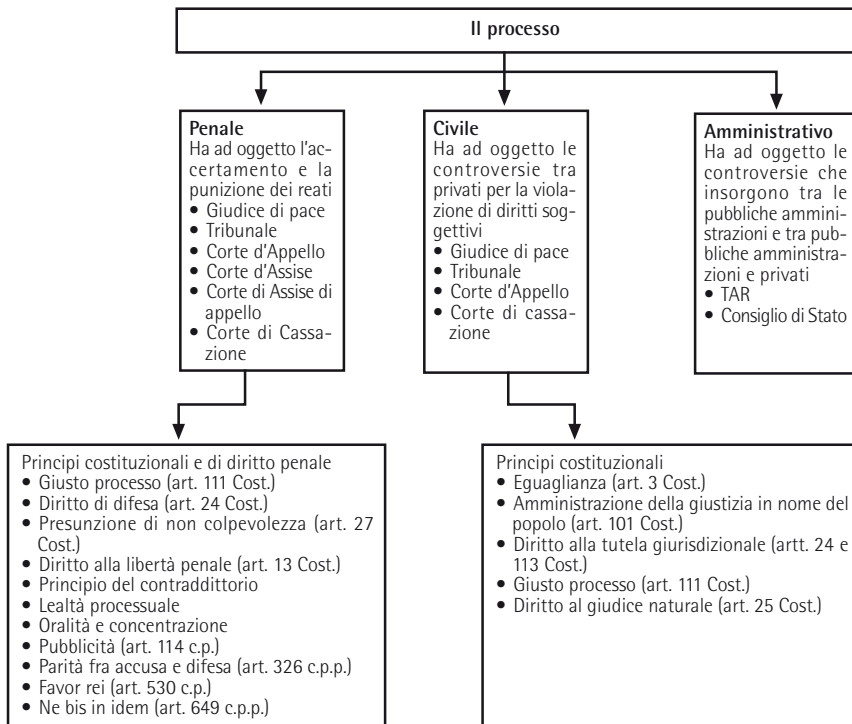 Il processo
Penale
Ha ad oggetto l'ac-
certamento e la
punizione dei reati
• Giudice di pace
• Tribunale
• Corte d'Appello
• Corte d'Assise
• Corte di Assise di
appello
• Corte di Cassa-
zione
Civile
Ha ad oggetto le
controversie tra
privati per la viola-
zione di diritti sog-
gettivi
• Giudice di pace
• Tribunale
• Corte d'Appello
• Corte di cassa-
zione
Amministrativo
Ha ad oggetto le
controversie che
insorgono tra le
pubbliche ammini-
strazioni e tra pub-
bliche amministra-
zioni e privati
• TAR
• Consiglio di Stato
Principi costituzionali e di diritto penale
• Giusto processo (art. 111 Cost.)
• Diritto di difesa (art. 24 Cost.)
• Presunzione di non colpevolezza (art. 27
Cost.)
• Diritto alla libertà penale (art. 13 Cost.)
• Principio del contraddittorio
• Lealtà processuale
• Oralità e concentrazione
• Pubblicità (art. 114 c.p.)
• Parità fra accusa e difesa (art. 326 c.p.p.)
• Favor rei (art. 530 c.p.)
• Ne bis in idem (art. 649 c.p.p.)
Principi costituzionali
• Eguaglianza (art. 3 Cost.)
• Amministrazione della giustizia in nome del
popolo (art. 101 Cost.)
• Diritto alla tutela giurisdizionale (artt. 24 e
113 Cost.)
• Giusto processo (art. 111 Cost.)
• Diritto al giudice naturale (art. 25 Cost.)